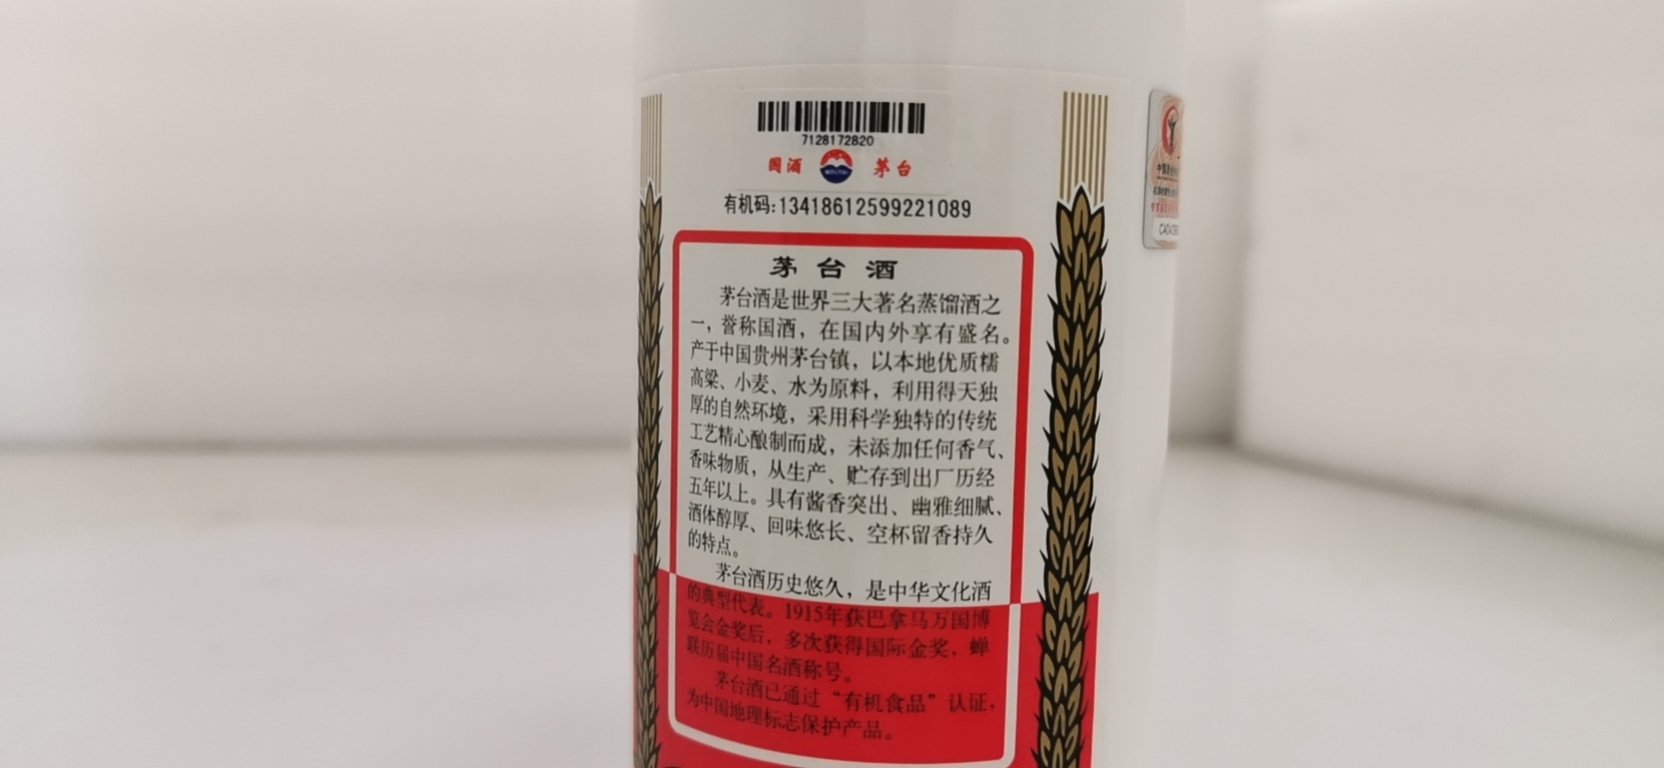 7128172820
国酒 茅台
MOUTAI
有机码:13418612599221089
茅台酒
茅台酒是世界三大著名蒸馏酒之
一，誉称国酒，在国内外享有盛名。
产于中国贵州茅台镇，以本地优质糯
高粱、小麦、水为原料，利用得天独
厚的自然环境，采用科学独特的传统
工艺精心酿制而成，未添加任何香气、
香味物质，从生产、贮存到出厂历经
五年以上。具有酱香突出、幽雅细腻、
酒体醇厚、回味悠长、空杯留香持久
的特点。
茅台酒历史悠久，是中华文化酒
的典型代表。1915年获巴拿马万国博
览会金奖后，多次获得国际金奖，蝉
联历届中国名酒称号。
茅台酒已通过“有机食品”认证，
为中国地理标志保护产品。